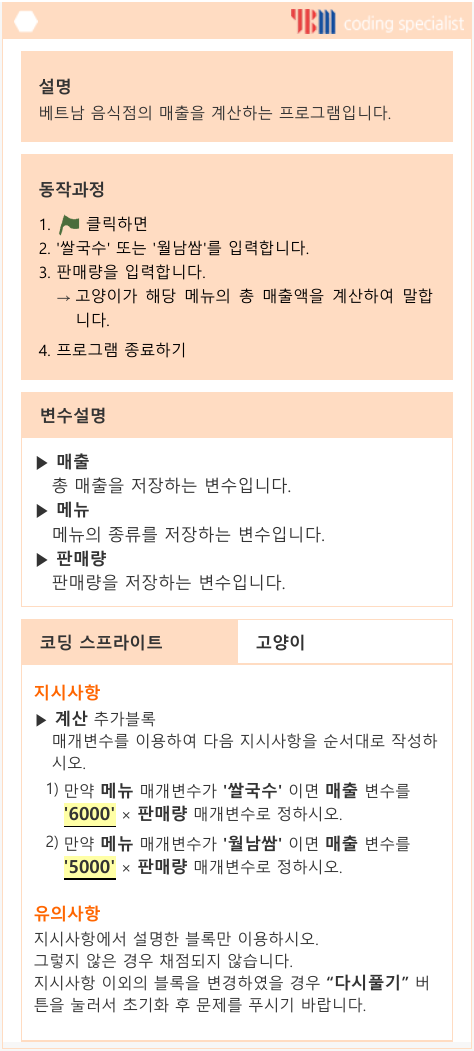 YBM coding specialist
설명
베트남 음식점의 매출을 계산하는 프로그램입니다.
동작과정
1. 클릭하면
2. '쌀국수' 또는 '월남쌈'를 입력합니다.
3. 판매량을 입력합니다.
→ 고양이가 해당 메뉴의 총 매출액을 계산하여 말합
니다.
4. 프로그램 종료하기
변수설명
▶ 매출
총 매출을 저장하는 변수입니다.
▶ 메뉴
메뉴의 종류를 저장하는 변수입니다.
▶ 판매량
판매량을 저장하는 변수입니다.
코딩 스프라이트 고양이
지시사항
▶ 계산 추가블록
매개변수를 이용하여 다음 지시사항을 순서대로 작성하
시오.
1) 만약 메뉴 매개변수가 '쌀국수' 이면 매출 변수를
'6000' × 판매량 매개변수로 정하시오.
2) 만약 메뉴 매개변수가 '월남쌈' 이면 매출 변수를
'5000' × 판매량 매개변수로 정하시오.
유의사항
지시사항에서 설명한 블록만 이용하시오.
그렇지 않은 경우 채점되지 않습니다.
지시사항 이외의 블록을 변경하였을 경우 “다시풀기” 버
튼을 눌러서 초기화 후 문제를 푸시기 바랍니다.